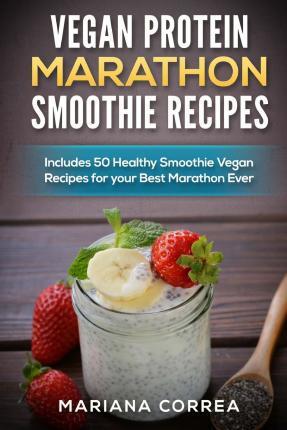 VEGAN PROTEIN
MARATHON
SMOOTHIE RECIPES
Includes 50 Healthy Smoothie Vegan
Recipes for your Best Marathon Ever
MARIANA CORREA